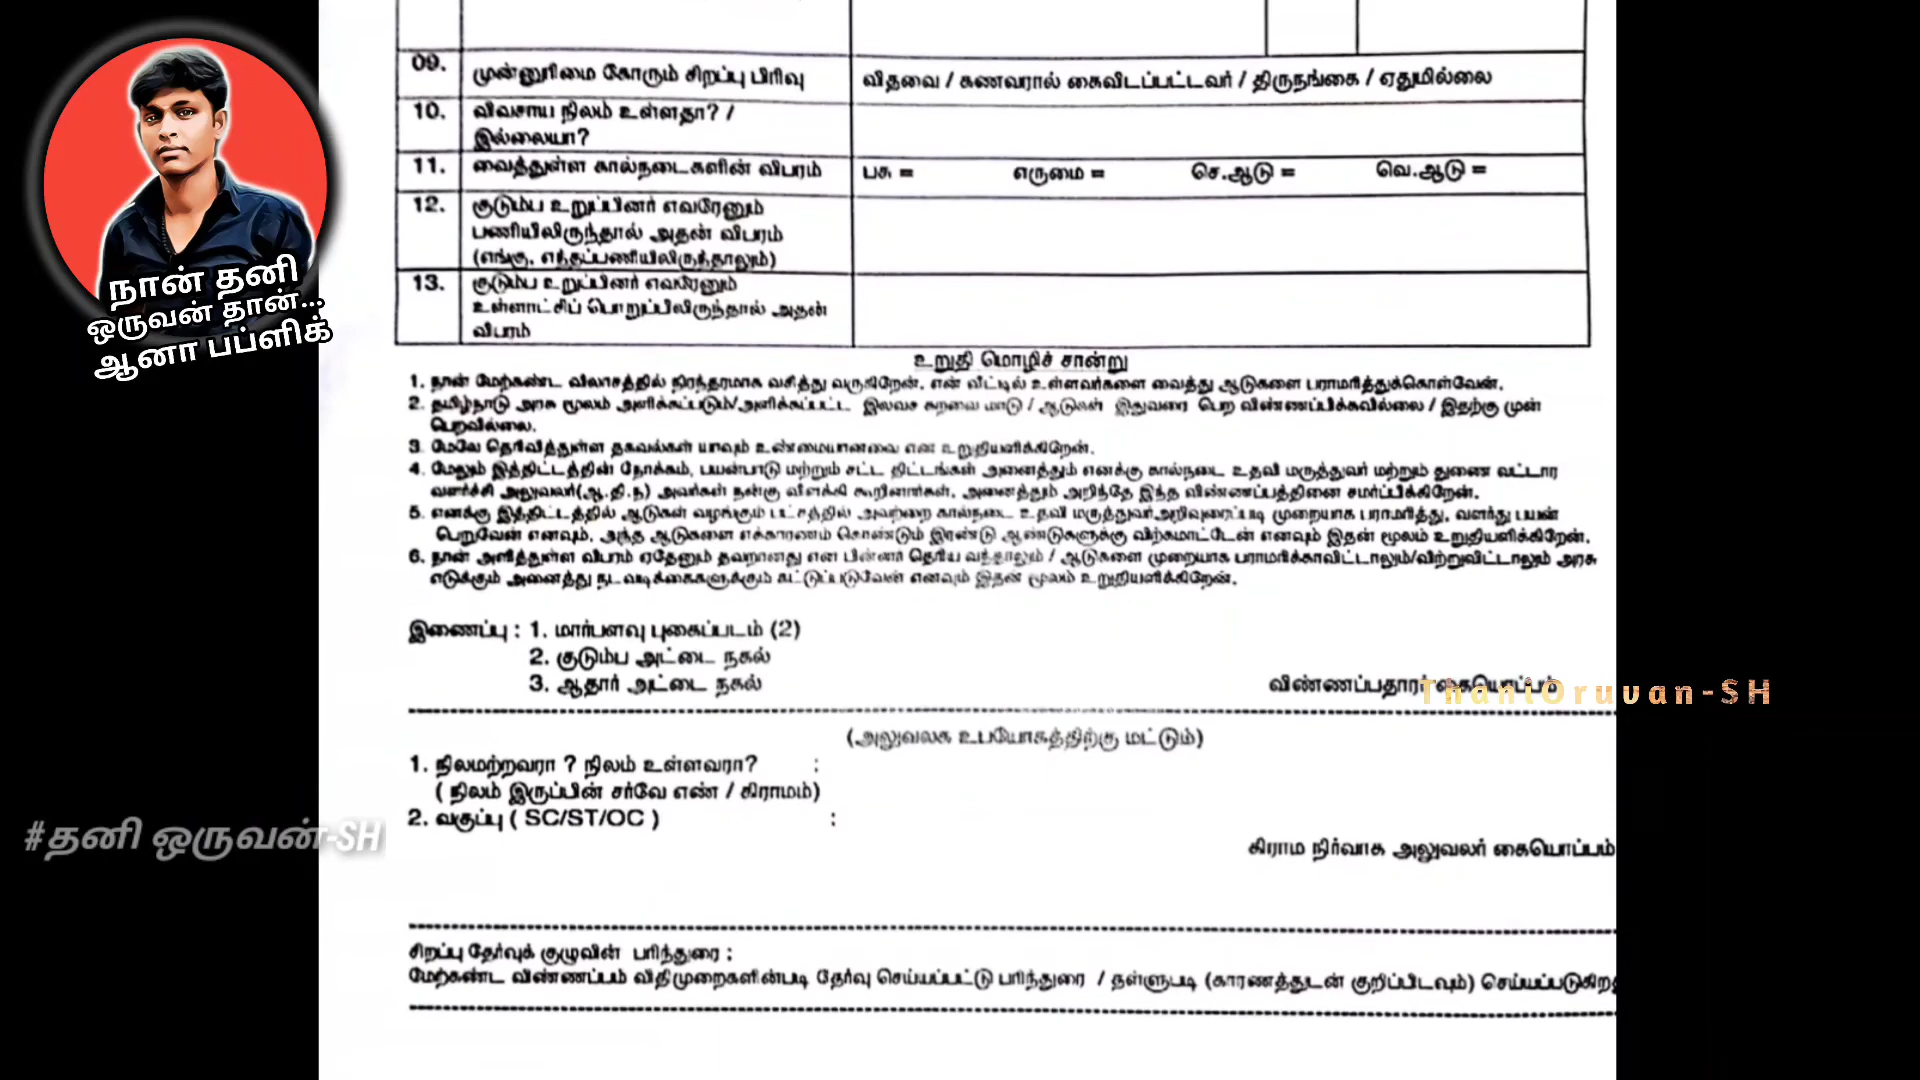 09. முன்னுரிமை கோரும் சிறப்பு பிரிவு விதவை / கணவரால் கைவிடப்பட்டவர் / திருநங்கை / ஏதுமில்லை
10. விவசாய நிலம் உள்ளதா? /
இல்லையா?
11. வைத்துள்ள கால்நடைகளின் விபரம் பசு = எருமை = செ.ஆடு = வெ.ஆடு =
12. குடும்ப உறுப்பினர் எவரேனும்
பணியிலிருந்தால் அதன் விபரம்
(எங்கு, எந்தப்பணியிலிருந்தாலும்)
13. குடும்ப உறுப்பினர் எவரேனும்
உள்ளாட்சிப் பொறுப்பிலிருந்தால் அதன்
விபரம்
நான் தனி
ஒருவன் தான்...
ஆனா பப்ளிக்
உறுதி மொழிச் சான்று
1. நான் மேற்கண்ட விலாசத்தில் நிரந்தரமாக வசித்து வருகிறேன். என் வீட்டில் உள்ளவர்களை வைத்து ஆடுகளை பராமரித்துக்கொள்வேன்.
2. தமிழ்நாடு அரசு மூலம் அளிக்கப்படும்/அளிக்கப்பட்ட இலவச கறவை மாடு / ஆடுகள் இதுவரை பெற விண்ணப்பிக்கவில்லை / இதற்கு முன்
பெறவில்லை.
3. மேலே தெரிவித்துள்ள தகவல்கள் யாவும் உண்மையானவை என உறுதியளிக்கிறேன்.
4. மேலும் இத்திட்டத்தின் நோக்கம், பயன்பாடு மற்றும் சட்ட திட்டங்கள் அனைத்தும் எனக்கு கால்நடை உதவி மருத்துவர் மற்றும் துணை வட்டார
வளர்ச்சி அலுவலர்(ஆ.தி.ந) அவர்கள் நன்கு விளக்கி கூறினார்கள். அனைத்தும் அறிந்தே இந்த விண்ணப்பத்தினை சமர்ப்பிக்கிறேன்.
5. எனக்கு இத்திட்டத்தில் ஆடுகள் வழங்கும் பட்சத்தில் அவற்றை கால்நடை உதவி மருத்துவர்அறிவுரைப்படி முறையாக பராமரித்து, வளர்த்து பயன்
பெறுவேன் எனவும், அந்த ஆடுகளை எக்காரணம் கொண்டும் இரண்டு ஆண்டுகளுக்கு விற்கமாட்டேன் எனவும் இதன் மூலம் உறுதியளிக்கிறேன்.
6. நான் அளித்துள்ள விபரம் ஏதேனும் தவறானது என பின்னர் தெரிய வந்தாலும் / ஆடுகளை முறையாக பராமரிக்காவிட்டாலும்/விற்றுவிட்டாலும் அரசு
எடுக்கும் அனைத்து நடவடிக்கைகளுக்கும் கட்டுப்படுவேன் எனவும் இதன் மூலம் உறுதியளிக்கிறேன்.
இணைப்பு : 1. மார்பளவு புகைப்படம் (2)
2. குடும்ப அட்டை நகல்
3. ஆதார் அட்டை நகல் விண்ணப்பதாரர் கையொப்பம்
ThaniOruvan-SH
(அலுவலக உபயோகத்திற்கு மட்டும்)
1. நிலமற்றவரா ? நிலம் உள்ளவரா? :
( நிலம் இருப்பின் சர்வே எண் / கிராமம்)
2. வகுப்பு ( SC/ST/OC ) :
#தனி ஒருவன்-SH
கிராம நிர்வாக அலுவலர் கையொப்பம்
சிறப்பு தேர்வுக் குழுவின் பரிந்துரை :
மேற்கண்ட விண்ணப்பம் விதிமுறைகளின்படி தேர்வு செய்யப்பட்டு பரிந்துரை / தள்ளுபடி (காரணத்துடன் குறிப்பிடவும்)